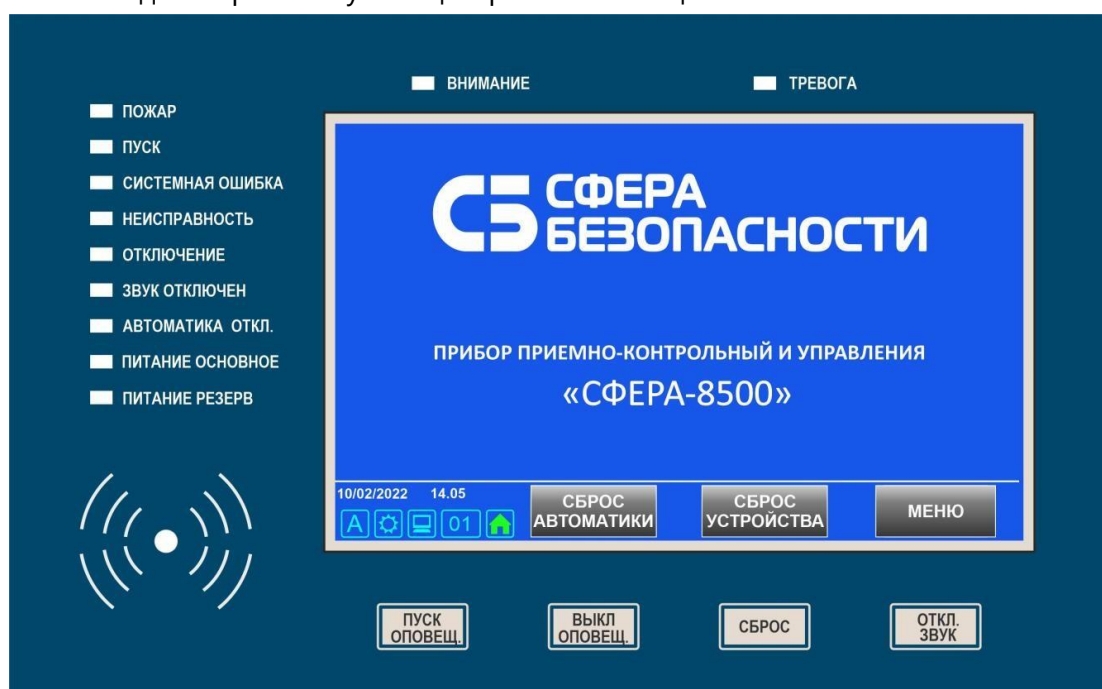 ВНИМАНИЕ
ТРЕВОГА
ПОЖАР
ПУСК
СИСТЕМНАЯ ОШИБКА
НЕИСПРАВНОСТЬ
ОТКЛЮЧЕНИЕ
ЗВУК ОТКЛЮЧЕН
АВТОМАТИКА ОТКЛ.
ПИТАНИЕ ОСНОВНОЕ
ПИТАНИЕ РЕЗЕРВ
СБ СФЕРА
БЕЗОПАСНОСТИ
ПРИБОР ПРИЕМНО-КОНТРОЛЬНЫЙ И УПРАВЛЕНИЯ
«СФЕРА-8500»
10/02/2022 14.05
A 01
СБРОС
АВТОМАТИКИ
СБРОС
УСТРОЙСТВА
МЕНЮ
ПУСК
ОПОВЕЩ.
ВЫКЛ
ОПОВЕЩ.
СБРОС
ОТКЛ.
ЗВУК